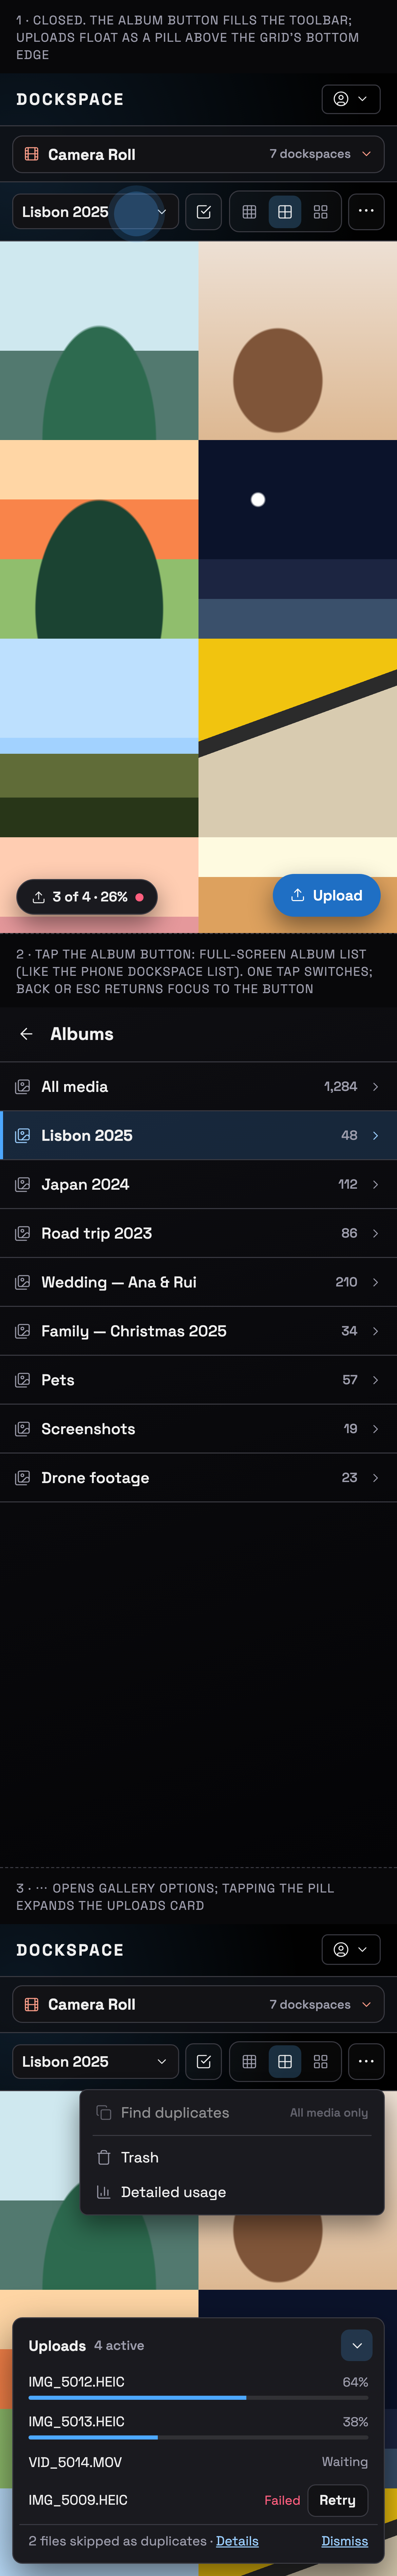 1 · CLOSED. THE ALBUM BUTTON FILLS THE TOOLBAR;
UPLOADS FLOAT AS A PILL ABOVE THE GRID'S BOTTOM
EDGE
DOCKSPACE
Camera Roll 7 dockspaces
Lisbon 2025
3 of 4 · 26%
Upload
2 · TAP THE ALBUM BUTTON: FULL-SCREEN ALBUM LIST
(LIKE THE PHONE DOCKSPACE LIST). ONE TAP SWITCHES;
BACK OR ESC RETURNS FOCUS TO THE BUTTON
Albums
All media 1,284
Lisbon 2025 48
Japan 2024 112
Road trip 2023 86
Wedding — Ana & Rui 210
Family — Christmas 2025 34
Pets 57
Screenshots 19
Drone footage 23
3 · ··· OPENS GALLERY OPTIONS; TAPPING THE PILL
EXPANDS THE UPLOADS CARD
DOCKSPACE
Camera Roll 7 dockspaces
Lisbon 2025
Find duplicates All media only
Trash
Detailed usage
Uploads 4 active
IMG_5012.HEIC 64%
IMG_5013.HEIC 38%
VID_5014.MOV Waiting
IMG_5009.HEIC Failed Retry
2 files skipped as duplicates · Details Dismiss